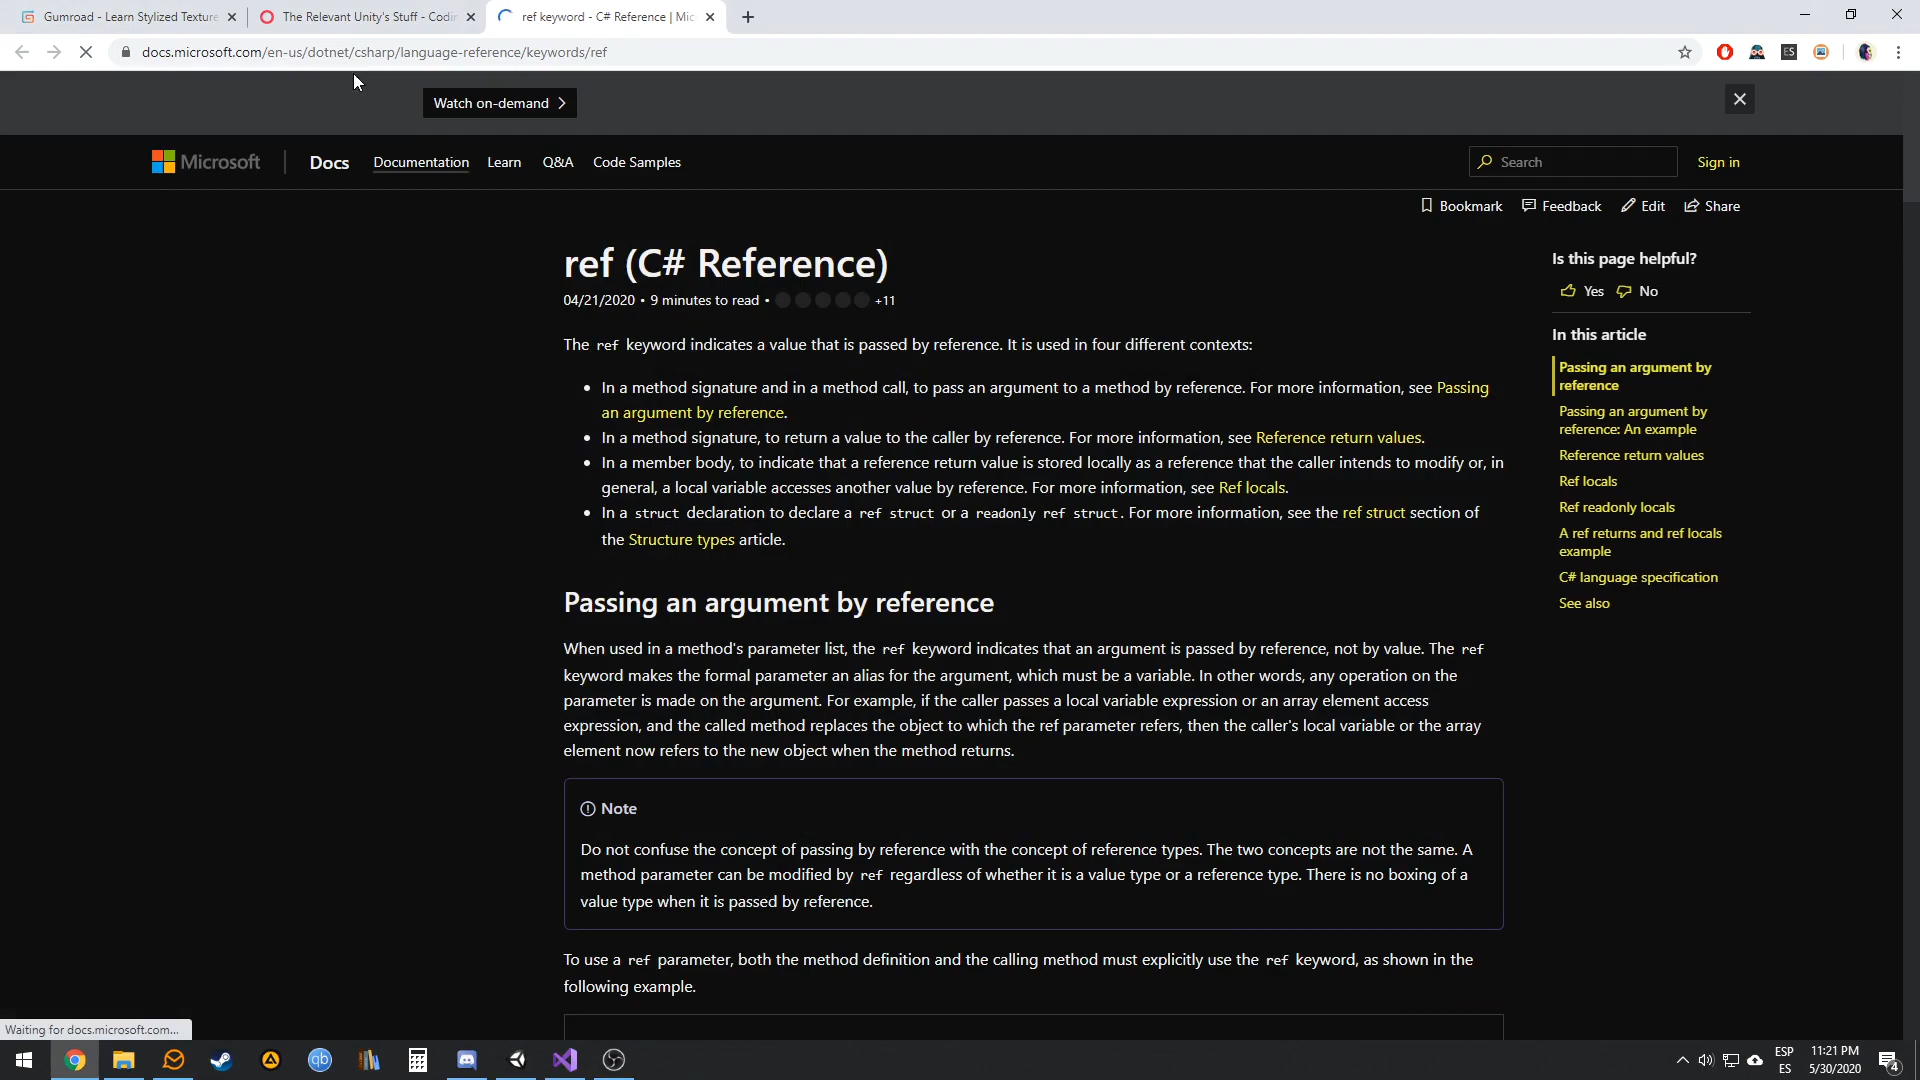 Gumroad - Learn Stylized Texture
The Relevant Unity's Stuff - Codin
ref keyword - C# Reference | Mic
docs.microsoft.com/en-us/dotnet/csharp/language-reference/keywords/ref
ES
Watch on-demand
Microsoft
Docs
Documentation
Learn
Q&A
Code Samples
Search
Sign in
Bookmark
Feedback
Edit
Share
ref (C# Reference)
04/21/2020 • 9 minutes to read • +11
The ref keyword indicates a value that is passed by reference. It is used in four different contexts:
• In a method signature and in a method call, to pass an argument to a method by reference. For more information, see Passing
an argument by reference.
• In a method signature, to return a value to the caller by reference. For more information, see Reference return values.
• In a member body, to indicate that a reference return value is stored locally as a reference that the caller intends to modify or, in
general, a local variable accesses another value by reference. For more information, see Ref locals.
• In a struct declaration to declare a ref struct or a readonly ref struct. For more information, see the ref struct section of
the Structure types article.
Passing an argument by reference
When used in a method's parameter list, the ref keyword indicates that an argument is passed by reference, not by value. The ref
keyword makes the formal parameter an alias for the argument, which must be a variable. In other words, any operation on the
parameter is made on the argument. For example, if the caller passes a local variable expression or an array element access
expression, and the called method replaces the object to which the ref parameter refers, then the caller's local variable or the array
element now refers to the new object when the method returns.
Note
Do not confuse the concept of passing by reference with the concept of reference types. The two concepts are not the same. A
method parameter can be modified by ref regardless of whether it is a value type or a reference type. There is no boxing of a
value type when it is passed by reference.
To use a ref parameter, both the method definition and the calling method must explicitly use the ref keyword, as shown in the
following example.
Is this page helpful?
Yes
No
In this article
Passing an argument by
reference
Passing an argument by
reference: An example
Reference return values
Ref locals
Ref readonly locals
A ref returns and ref locals
example
C# language specification
See also
Waiting for docs.microsoft.com...
qb
ESP
ES
11:21 PM
5/30/2020
4